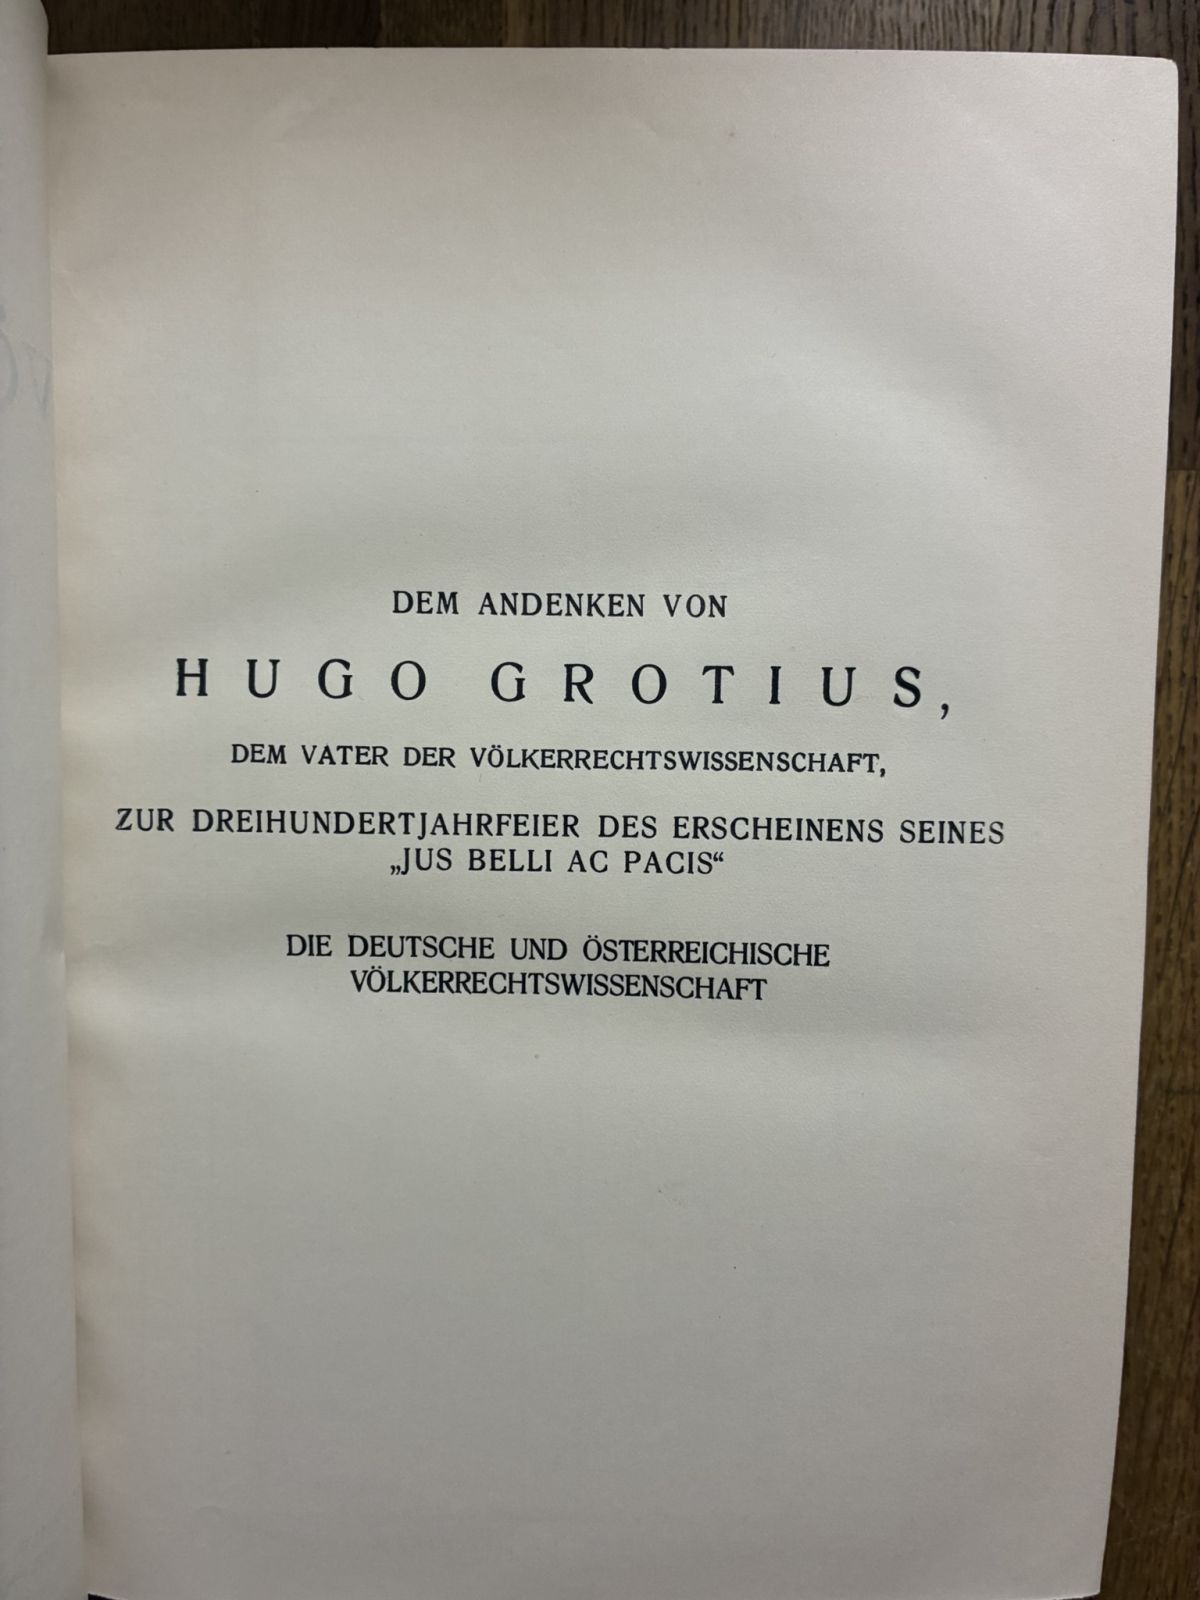 DEM ANDENKEN VON
HUGO GROTIUS,
DEM VATER DER VÖLKERRECHTSWISSENSCHAFT,
ZUR DREIHUNDERTJAHRFEIER DES ERSCHEINENS SEINES
„JUS BELLI AC PACIS“
DIE DEUTSCHE UND ÖSTERREICHISCHE
VÖLKERRECHTSWISSENSCHAFT